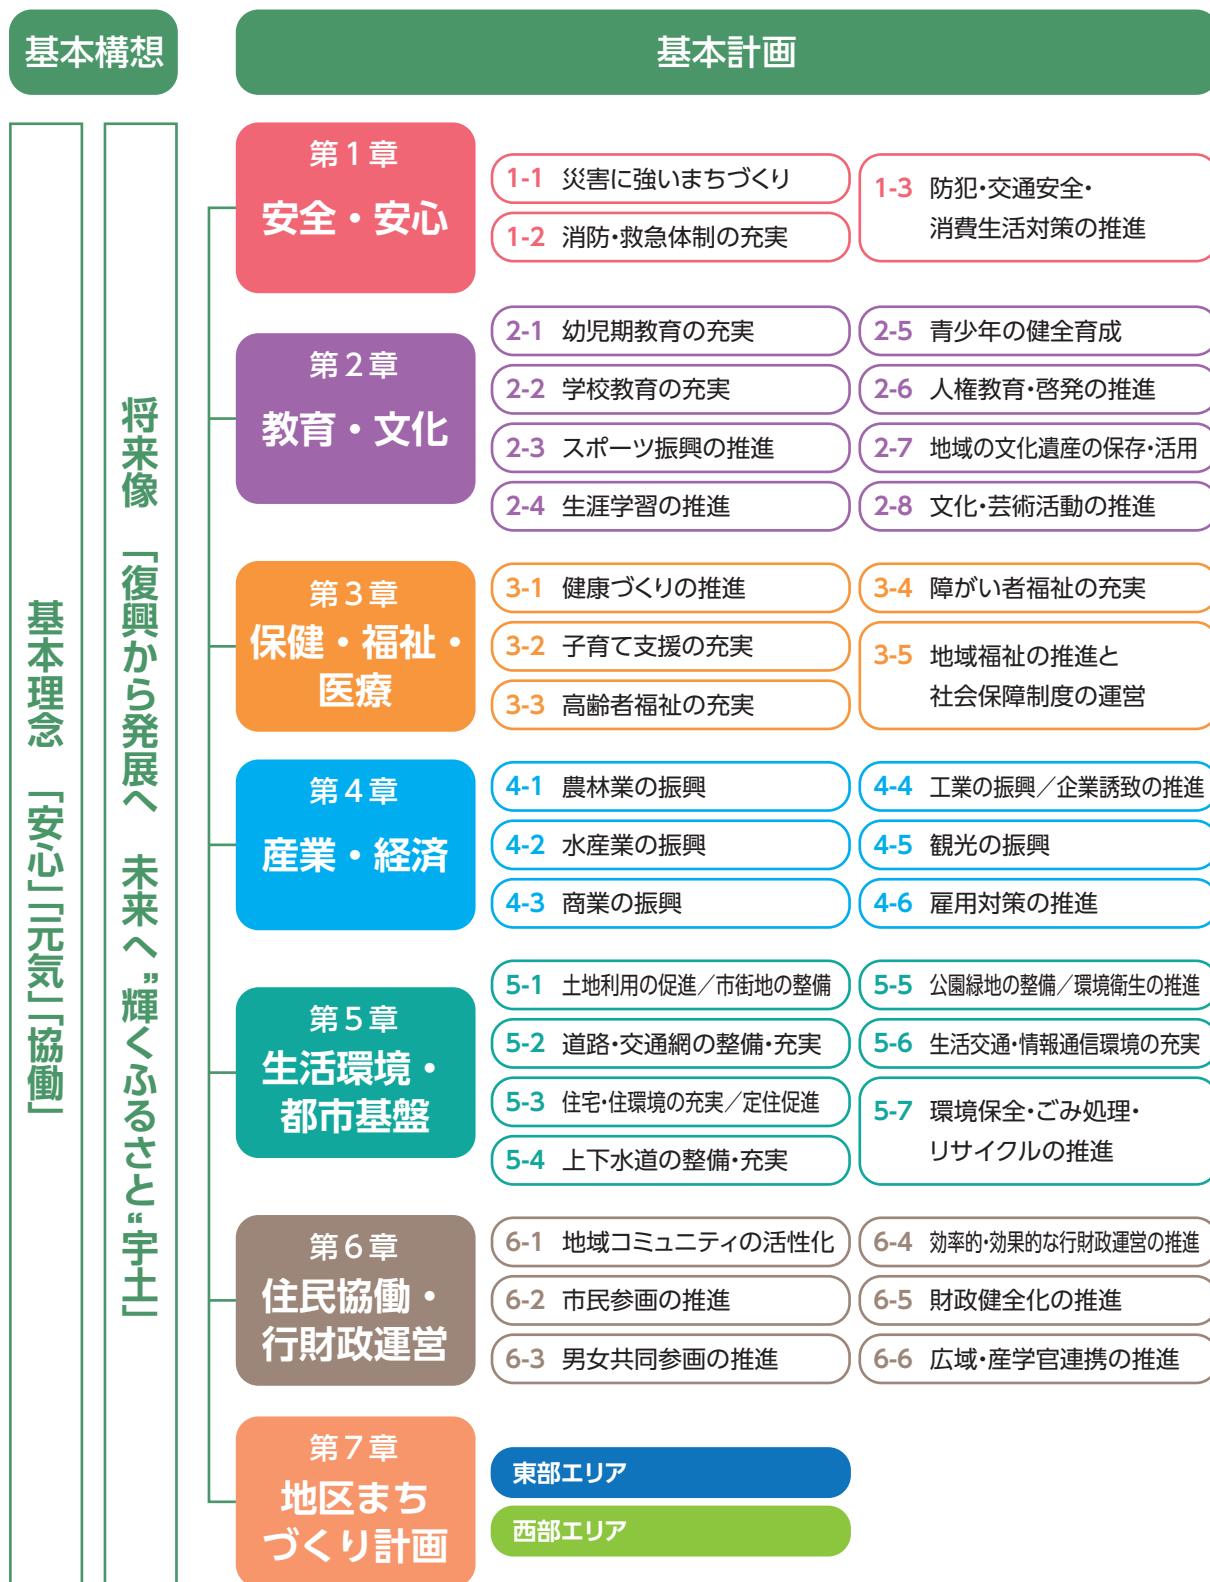 基本構想
基本計画
基本理念　「安心」「元気」「協働」
将来像　「復興から発展へ　未来へ〟輝くふるさと〝宇土」
第1章
安全・安心
1-1 災害に強いまちづくり
1-2 消防・救急体制の充実
1-3 防犯・交通安全・
消費生活対策の推進
第2章
教育・文化
2-1 幼児期教育の充実
2-2 学校教育の充実
2-3 スポーツ振興の推進
2-4 生涯学習の推進
2-5 青少年の健全育成
2-6 人権教育・啓発の推進
2-7 地域の文化遺産の保存・活用
2-8 文化・芸術活動の推進
第3章
保健・福祉・
医療
3-1 健康づくりの推進
3-2 子育て支援の充実
3-3 高齢者福祉の充実
3-4 障がい者福祉の充実
3-5 地域福祉の推進と
社会保障制度の運営
第4章
産業・経済
4-1 農林業の振興
4-2 水産業の振興
4-3 商業の振興
4-4 工業の振興／企業誘致の推進
4-5 観光の振興
4-6 雇用対策の推進
第5章
生活環境・
都市基盤
5-1 土地利用の促進／市街地の整備
5-2 道路・交通網の整備・充実
5-3 住宅・住環境の充実／定住促進
5-4 上下水道の整備・充実
5-5 公園緑地の整備／環境衛生の推進
5-6 生活交通・情報通信環境の充実
5-7 環境保全・ごみ処理・
リサイクルの推進
第6章
住民協働・
行財政運営
6-1 地域コミュニティの活性化
6-2 市民参画の推進
6-3 男女共同参画の推進
6-4 効率的・効果的な行財政運営の推進
6-5 財政健全化の推進
6-6 広域・産学官連携の推進
第7章
地区まち
づくり計画
東部エリア
西部エリア